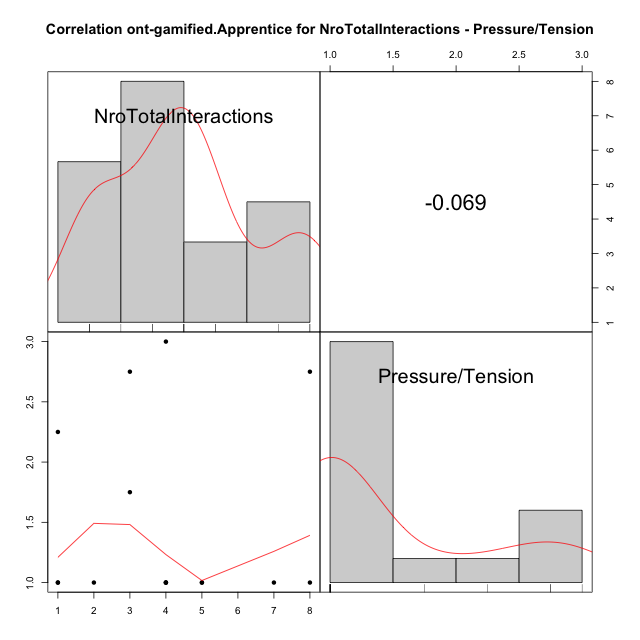 Correlation ont-gamified.Apprentice for NroTotalInteractions - Pressure/Tension
1.0 1.5 2.0 2.5 3.0
NroTotalInteractions
-0.069
8
7
6
5
4
3
2
1
3.0
2.5
2.0
1.5
1.0
Pressure/Tension
1 2 3 4 5 6 7 8